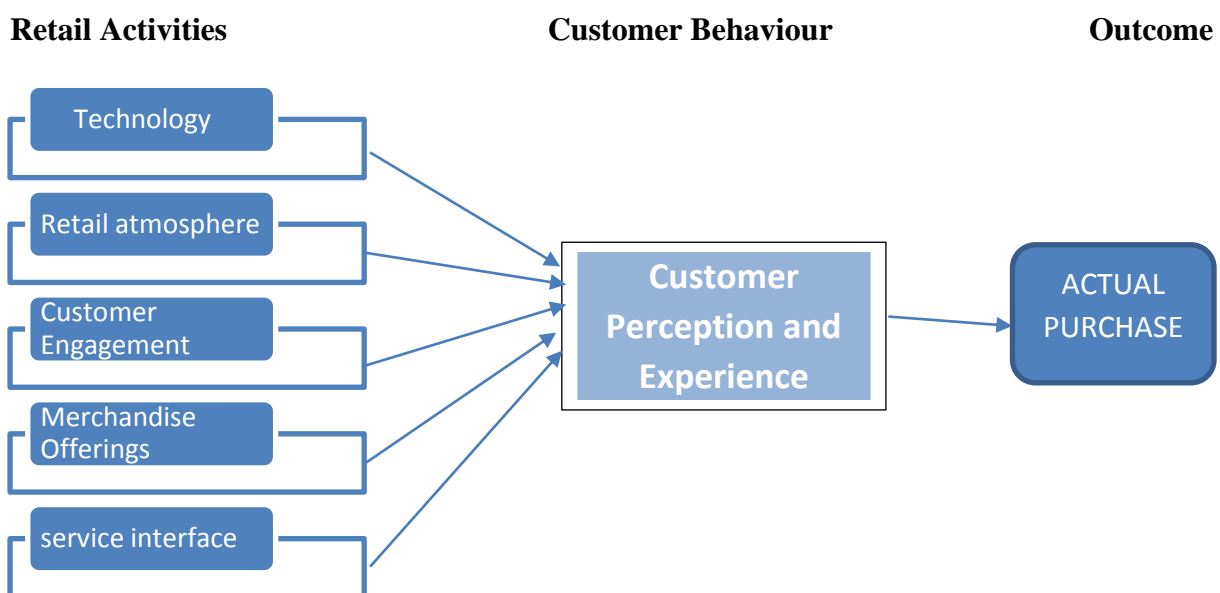 Retail Activities
Customer Behaviour
Outcome
Technology
Retail atmosphere
Customer
Engagement
Merchandise
Offerings
service interface
Customer
Perception and
Experience
ACTUAL
PURCHASE